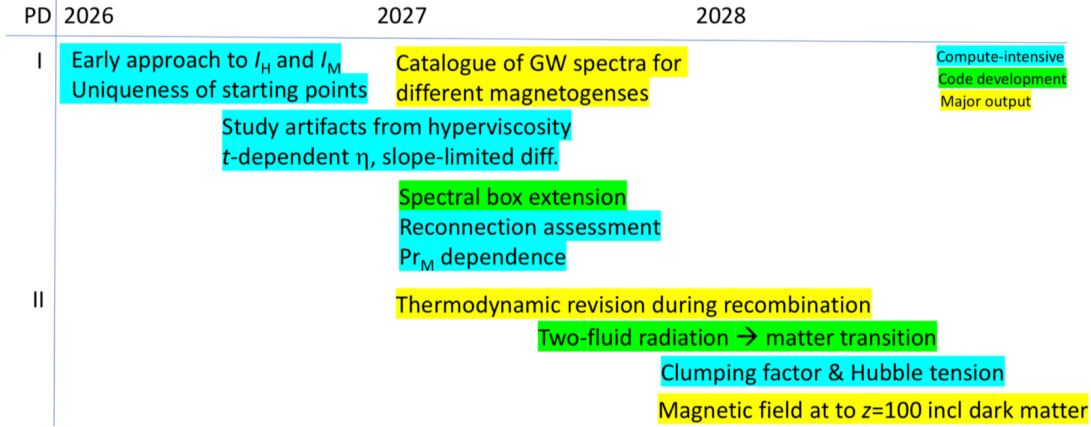 PD 2026 2027 2028
I Early approach to I_H and I_M
Uniqueness of starting points
Catalogue of GW spectra for
different magnetogenses
Compute-intensive
Code development
Major output
Study artifacts from hyperviscosity
t-dependent η, slope-limited diff.
Spectral box extension
Reconnection assessment
Pr_M dependence
II Thermodynamic revision during recombination
Two-fluid radiation → matter transition
Clumping factor & Hubble tension
Magnetic field at to z=100 incl dark matter